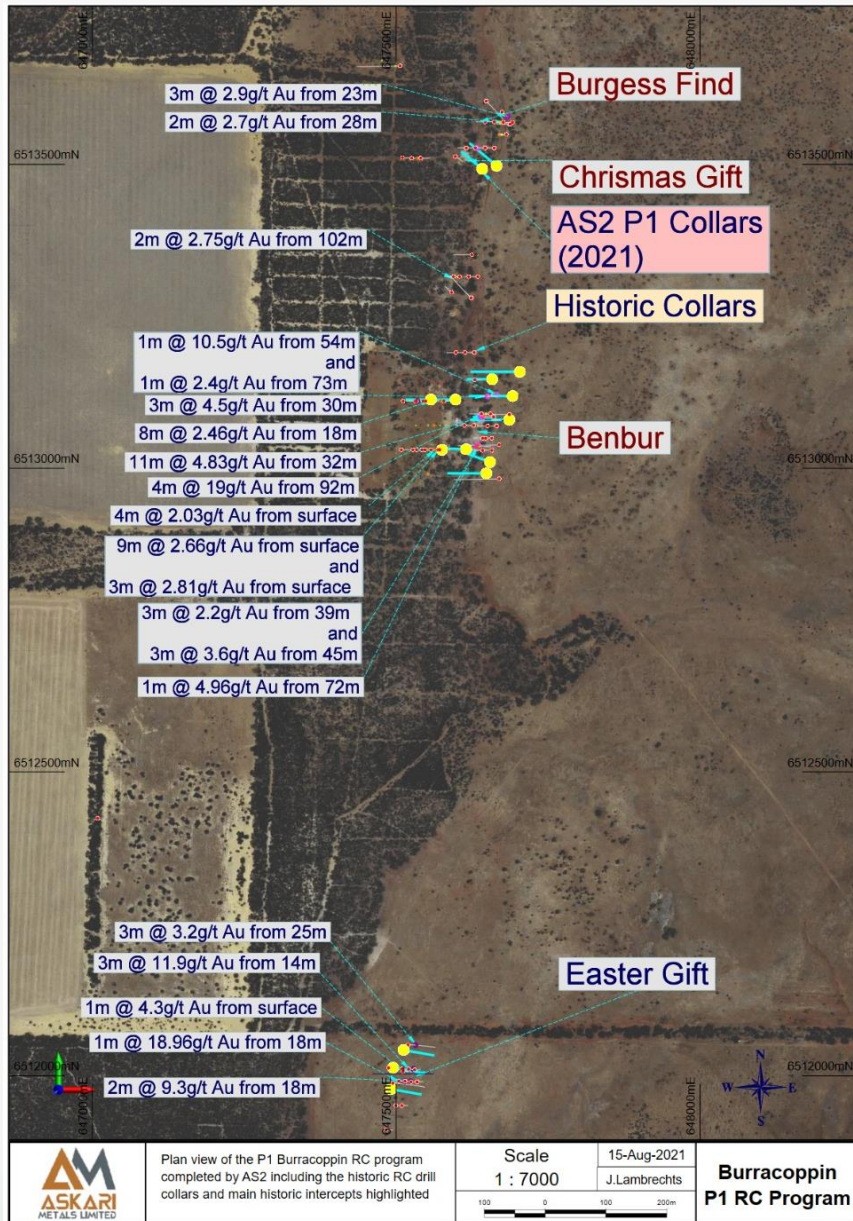 647000mE
647500mE
648000mE
3m @ 2.9g/t Au from 23m
Burgess Find
2m @ 2.7g/t Au from 28m
6513500mN
6513500mN
Chrismas Gift
AS2 P1 Collars
(2021)
2m @ 2.75g/t Au from 102m
Historic Collars
1m @ 10.5g/t Au from 54m
and
1m @ 2.4g/t Au from 73m
3m @ 4.5g/t Au from 30m
8m @ 2.46g/t Au from 18m
Benbur
11m @ 4.83g/t Au from 32m
6513000mN
6513000mN
4m @ 19g/t Au from 92m
4m @ 2.03g/t Au from surface
9m @ 2.66g/t Au from surface
and
3m @ 2.81g/t Au from surface
3m @ 2.2g/t Au from 39m
and
3m @ 3.6g/t Au from 45m
1m @ 4.96g/t Au from 72m
6512500mN
6512500mN
3m @ 3.2g/t Au from 25m
3m @ 11.9g/t Au from 14m
Easter Gift
1m @ 4.3g/t Au from surface
1m @ 18.96g/t Au from 18m
6512000mN
6512000mN
2m @ 9.3g/t Au from 18m
N
W E
S
647000mE
647500mE
648000mE
AM
ASKARI
METALS LIMITED
Plan view of the P1 Burracoppin RC program
completed by AS2 including the historic RC drill
collars and main historic intercepts highlighted
Scale
1 : 7000
100 0 100 200m
15-Aug-2021
J.Lambrechts
Burracoppin
P1 RC Program